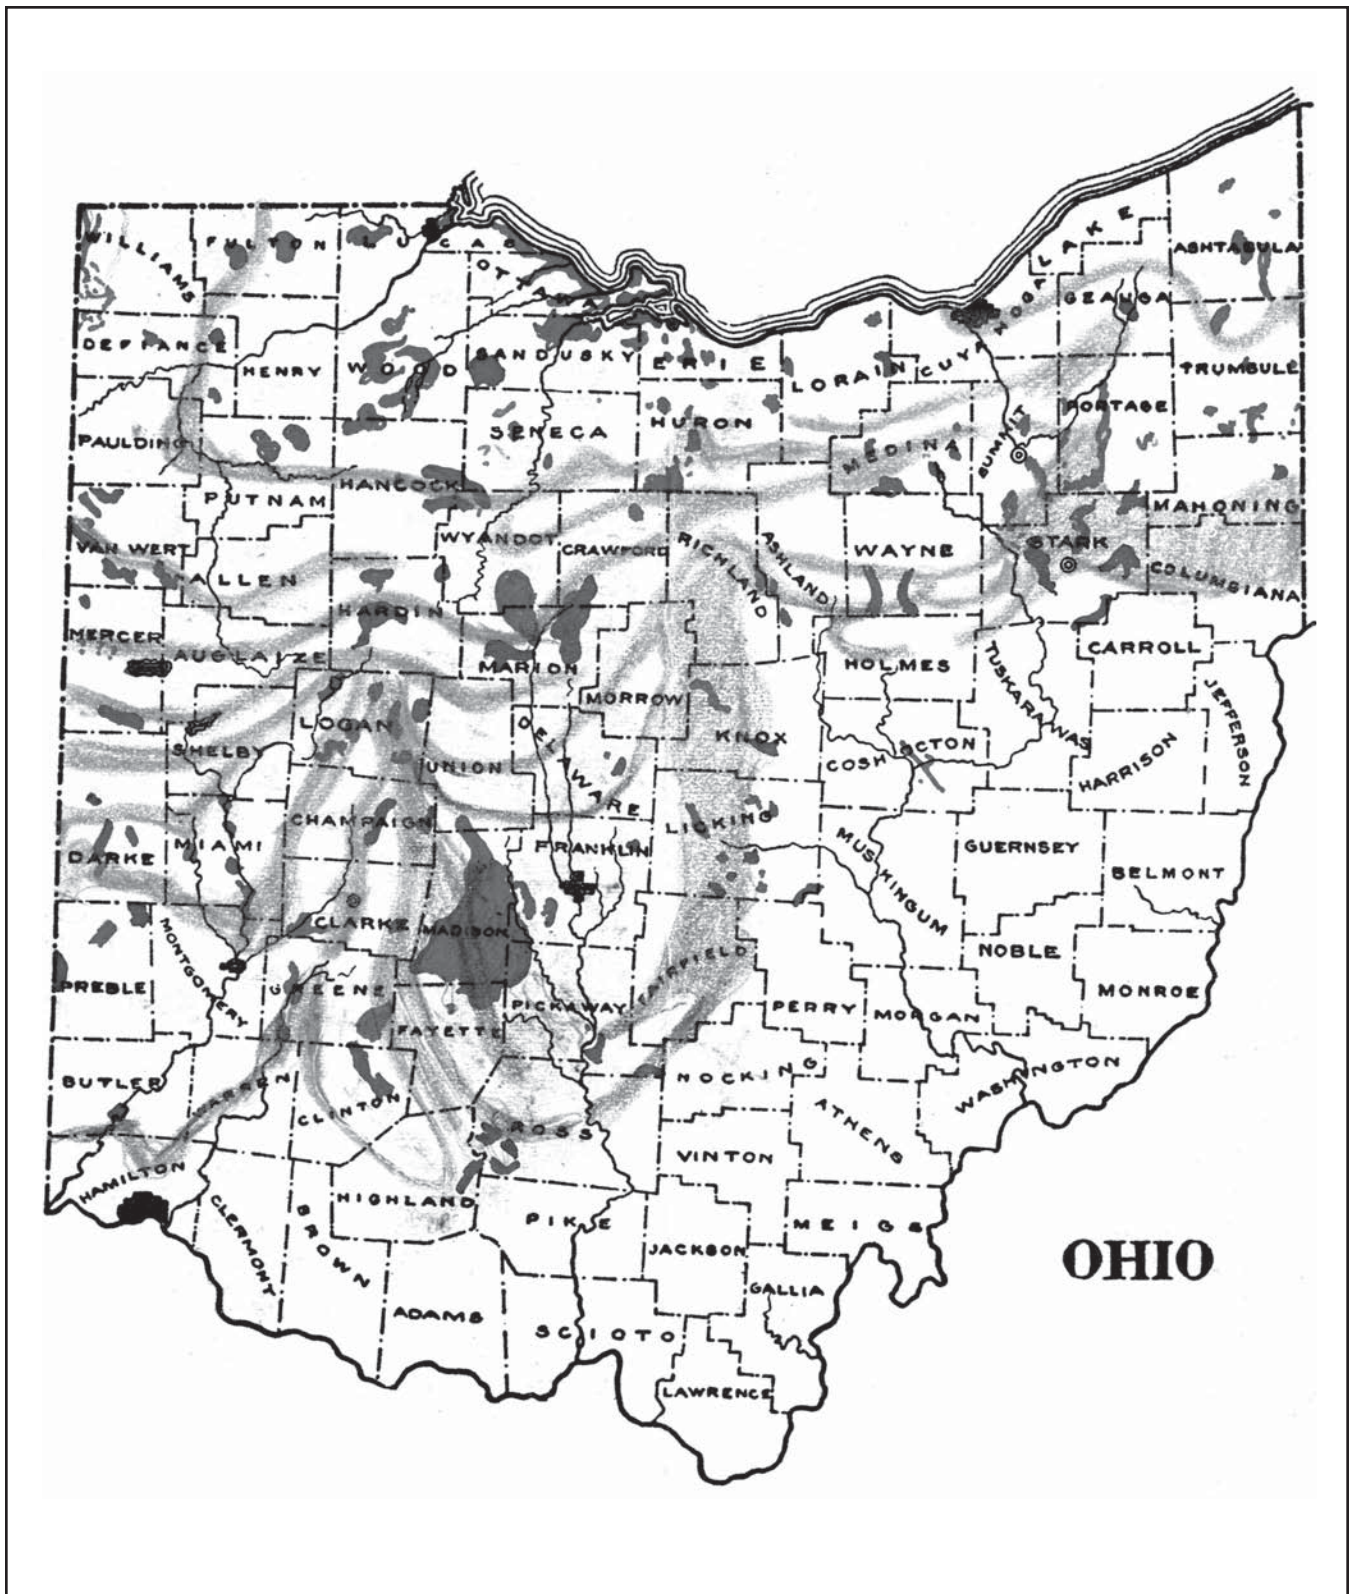 WILLIAMS
FULTON
LUCAS
OTTAWA
LAKE
ASHTABULA
GEAUGA
CUYAHOGA
DEFIANCE
HENRY
WOOD
SANDUSKY
ERIE
LORAIN
TRUMBULL
PORTAGE
SUMMIT
MEDINA
HURON
SENECA
PAULDING
HANCOCK
PUTNAM
MAHONING
WYANDOT
CRAWFORD
RICHLAND
ASHLAND
WAYNE
STARK
COLUMBIANA
VAN WERT
ALLEN
HARDIN
MERCER
AUGLAIZE
MARION
MORROW
HOLMES
TUSKARAWAS
CARROLL
JEFFERSON
LOGAN
SHELBY
UNION
DELAWARE
KNOX
COSHOCTON
HARRISON
CHAMPAIGN
LICKING
MIAMI
DARKE
FRANKLIN
MUSKINGUM
GUERNSEY
BELMONT
CLARKE
MADISON
MONTGOMERY
FAIRFIELD
NOBLE
PREBLE
GREENE
FAYETTE
PICKAWAY
PERRY
MORGAN
MONROE
BUTLER
WARREN
CLINTON
ROSS
HOCKING
WASHINGTON
ATHENS
HAMILTON
HIGHLAND
VINTON
CLERMONT
BROWN
PIKE
JACKSON
MEIGS
OHIO
GALLIA
ADAMS
SCIOTO
LAWRENCE